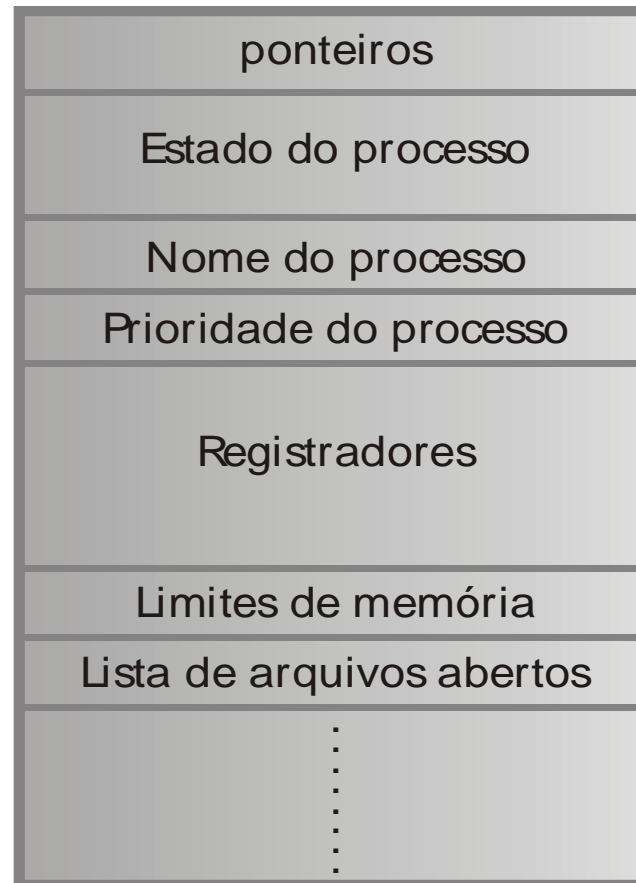 ponteiros
Estado do processo
Nome do processo
Prioridade do processo
Registradores
Limites de memória
Lista de arquivos abertos